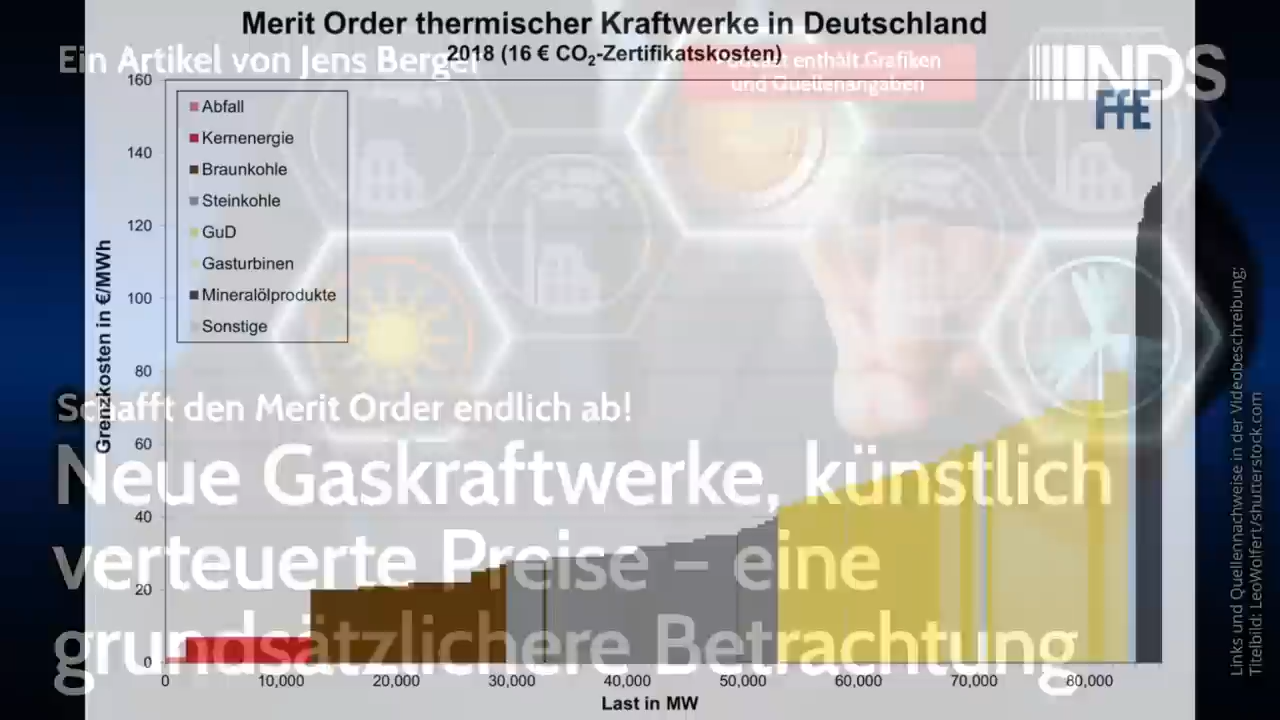 Merit Order thermischer Kraftwerke in Deutschland
2018 (16 € CO₂-Zertifikatskosten)
Ein Artikel von Jens Berger
Podcast enthält Grafiken
und Quellenangaben
NDS
FfE
160
140
120
100
80
60
40
20
0
Grenzkosten in €/MWh
Abfall
Kernenergie
Braunkohle
Steinkohle
GuD
Gasturbinen
Mineralölprodukte
Sonstige
Schafft den Merit Order endlich ab!
Neue Gaskraftwerke, künstlich
verteuerte Preise – eine
grundsätzlichere Betrachtung
0 10,000 20,000 30,000 40,000 50,000 60,000 70,000 80,000
Last in MW
Links und Quellennachweise in der Videobeschreibung;
Titelbild: LeoWolfert/shutterstock.com